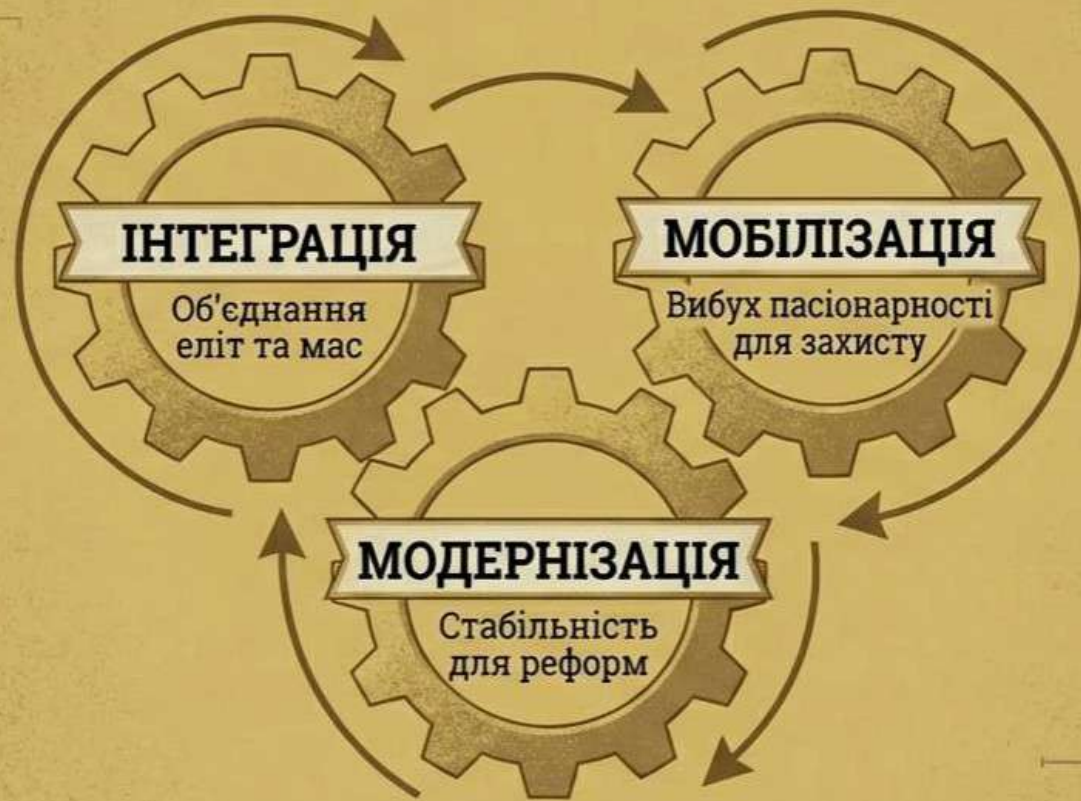 ІНТЕГРАЦІЯ
Об'єднання
еліт та мас
МОБІЛІЗАЦІЯ
Вибух пасіонарності
для захисту
МОДЕРНІЗАЦІЯ
Стабільність
для реформ